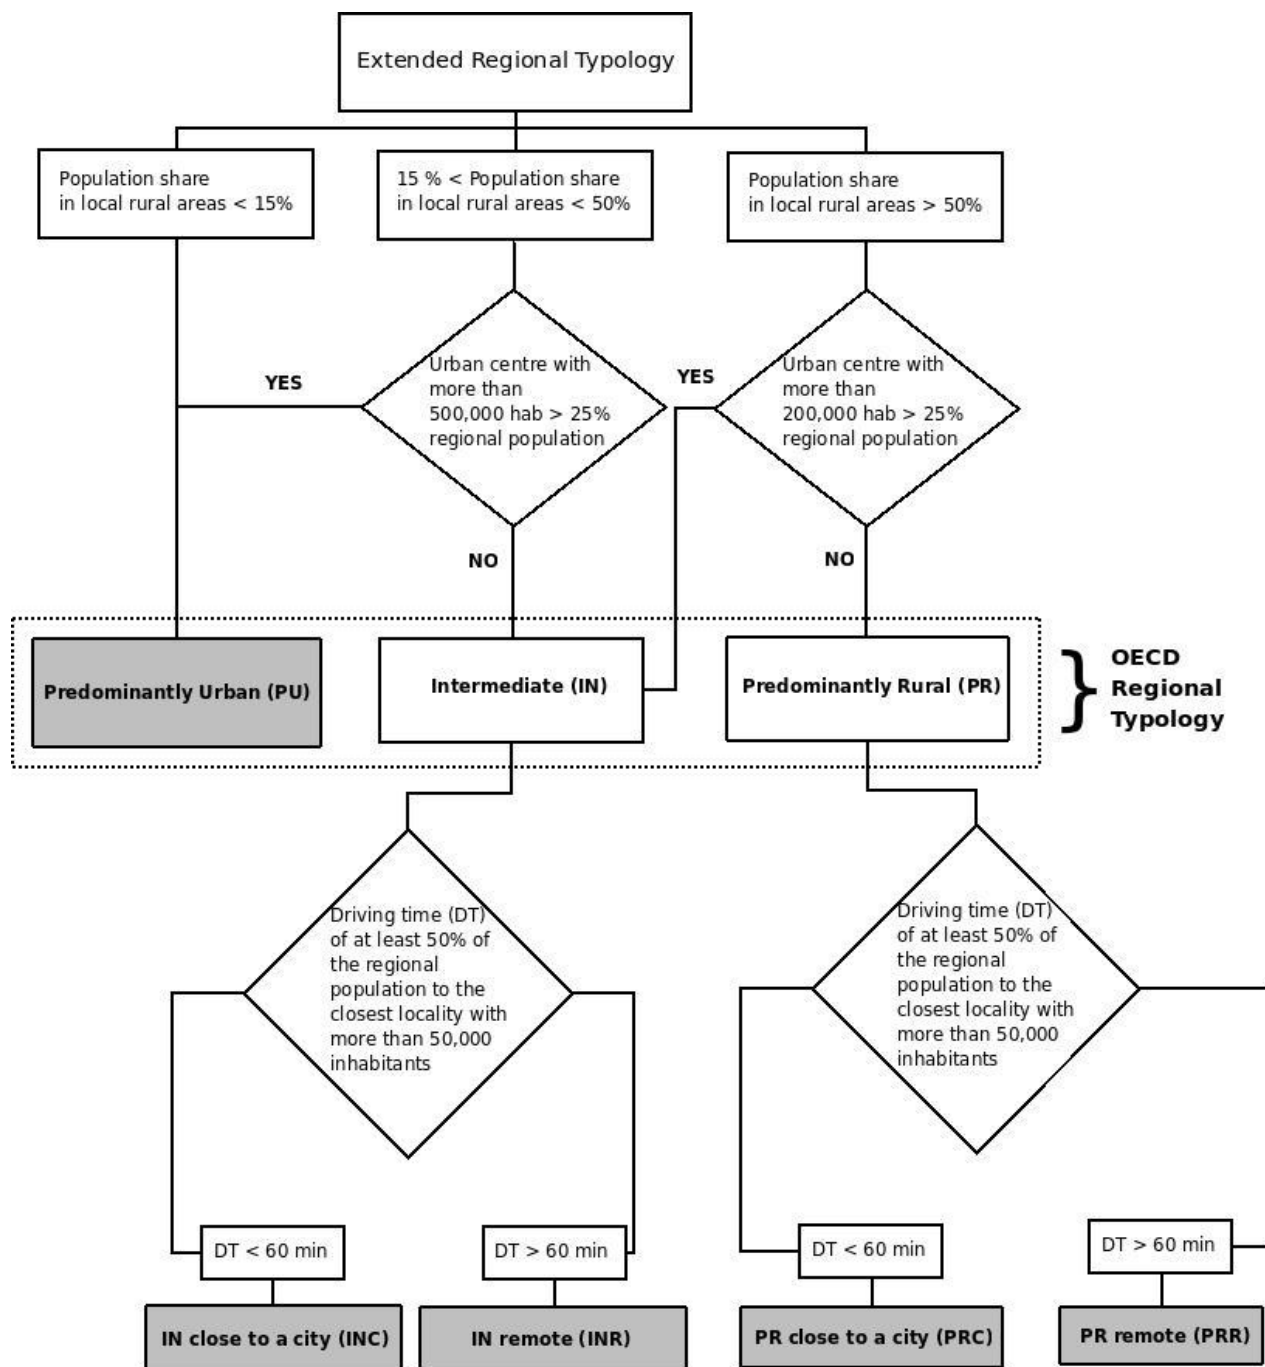 Extended Regional Typology
Population share
in local rural areas < 15%
15 % < Population share
in local rural areas < 50%
Population share
in local rural areas > 50%
YES
Urban centre with
more than
500,000 hab > 25%
regional population
YES
Urban centre with
more than
200,000 hab > 25%
regional population
NO
NO
Predominantly Urban (PU)
Intermediate (IN)
Predominantly Rural (PR)
}
OECD
Regional
Typology
Driving time (DT)
of at least 50% of
the regional
population to the
closest locality with
more than 50,000
inhabitants
Driving time (DT)
of at least 50% of
the regional
population to the
closest locality with
more than 50,000
inhabitants
DT < 60 min
DT > 60 min
DT < 60 min
DT > 60 min
IN close to a city (INC)
IN remote (INR)
PR close to a city (PRC)
PR remote (PRR)